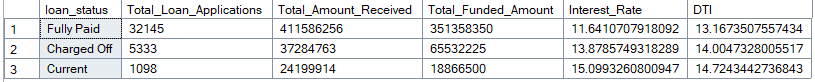 loan_status Total_Loan_Applications Total_Amount_Received Total_Funded_Amount Interest_Rate DTI
1 Fully Paid 32145 411586256 351358350 11.6410707918092 13.1673507557434
2 Charged Off 5333 37284763 65532225 13.8785749318289 14.0047328005517
3 Current 1098 24199914 18866500 15.0993260800947 14.7243442736843